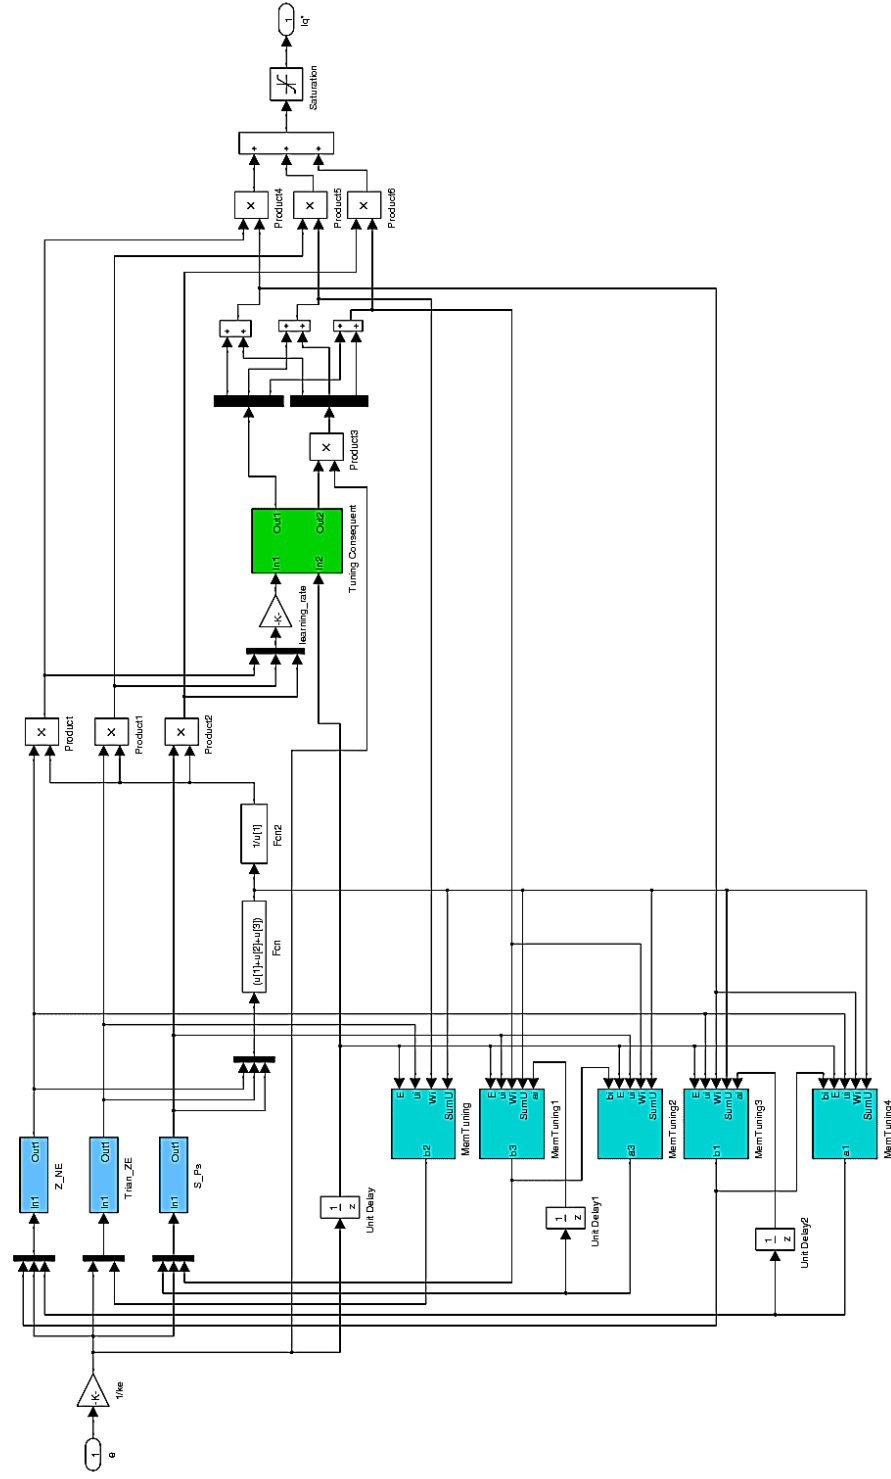 1
e
-K-
1/ke
In1
Out1
Z_NE
In1
Out1
Trian_ZE
In1
Out1
S_Ps
(u[1]+u[2]+u[3])
Fcn
1/u[1]
Fcn2
X
Product
X
Product1
X
Product2
-K-
learning_rate
In1
In2
Out1
Out2
Tuning Consequent
X
Product3
+
+
+
+
+
+
X
Product4
X
Product5
X
Product6
+
+
+
Saturation
1
Iq*
1
z
Unit Delay
1
z
Unit Delay1
1
z
Unit Delay2
E
ui
Wi
SumU
b2
MemTuning
E
ui
Wi
SumU
ai
b3
MemTuning1
bi
E
ui
Wi
SumU
a3
MemTuning2
E
ui
Wi
SumU
ai
b1
MemTuning3
bi
E
ui
Wi
SumU
a1
MemTuning4